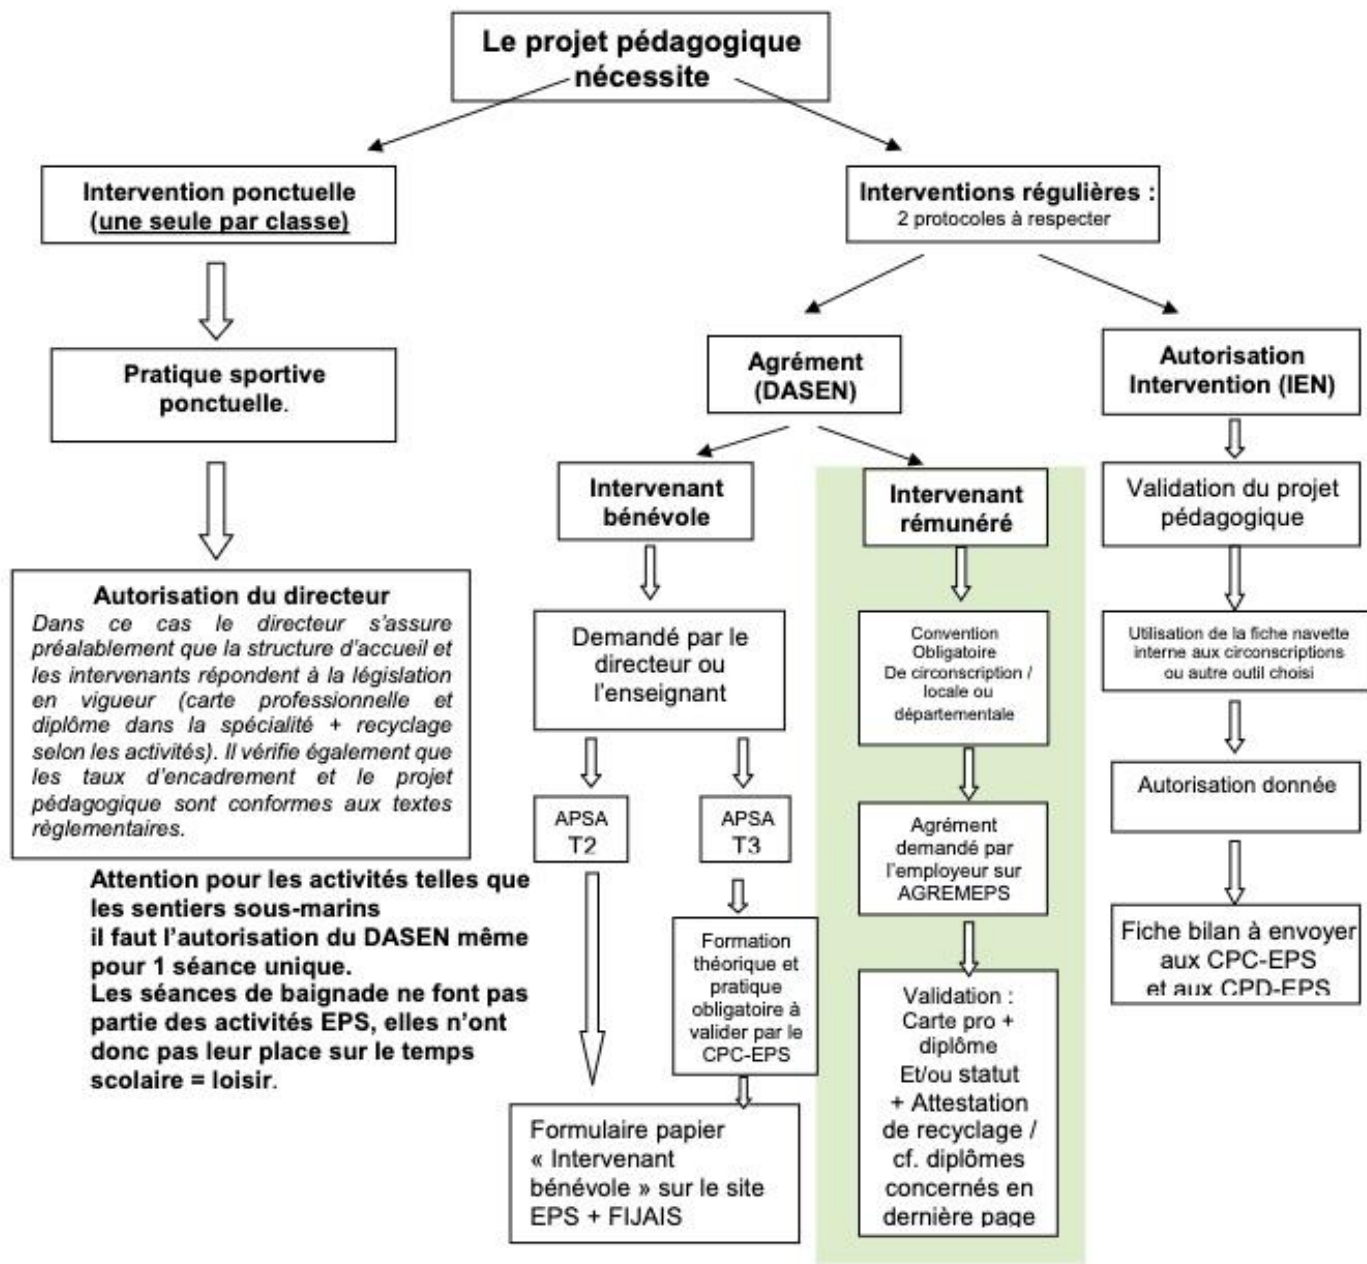 Le projet pédagogique
nécessite
Intervention ponctuelle
(une seule par classe)
Pratique sportive
ponctuelle.
Autorisation du directeur
Dans ce cas le directeur s'assure
préalablement que la structure d'accueil et
les intervenants répondent à la législation
en vigueur (carte professionnelle et
diplôme dans la spécialité + recyclage
selon les activités). Il vérifie également que
les taux d'encadrement et le projet
pédagogique sont conformes aux textes
règlementaires.
Attention pour les activités telles que
les sentiers sous-marins
il faut l'autorisation du DASEN même
pour 1 séance unique.
Les séances de baignade ne font pas
partie des activités EPS, elles n'ont
donc pas leur place sur le temps
scolaire = loisir.
Interventions régulières :
2 protocoles à respecter
Agrément
(DASEN)
Intervenant
bénévole
Demandé par le
directeur ou
l'enseignant
APSA
T2
APSA
T3
Formation
théorique et
pratique
obligatoire à
valider par le
CPC-EPS
Formulaire papier
« Intervenant
bénévole » sur le site
EPS + FIJAIS
Intervenant
rémunéré
Convention
Obligatoire
De circonscription /
locale ou
départementale
Agrément
demandé par
l'employeur sur
AGREMEPS
Validation :
Carte pro +
diplôme
Et/ou statut
+ Attestation
de recyclage /
cf. diplômes
concernés en
dernière page
Autorisation
Intervention (IEN)
Validation du projet
pédagogique
Utilisation de la fiche navette
interne aux circonscriptions
ou autre outil choisi
Autorisation donnée
Fiche bilan à envoyer
aux CPC-EPS
et aux CPD-EPS